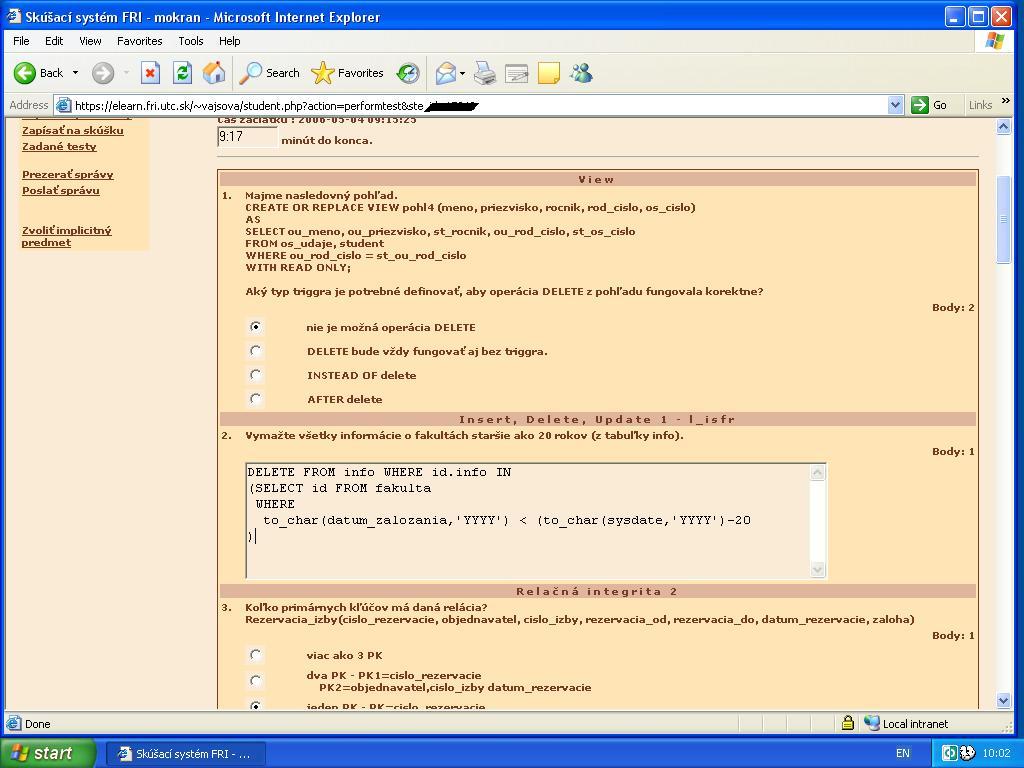 Skúšací systém FRI - mokran - Microsoft Internet Explorer
File Edit View Favorites Tools Help
Back Search Favorites
Address https://elearn.fri.utc.sk/~vajsova/student.php?action=performtest&ste Go Links »
Zapísať na skúšku
Zadané testy
Prezerať správy
Poslať správu
Zvoliť implicitný
predmet
čas začiatku : 2006-05-04 09:15:25
9:17 minút do konca.
View
1. Majme nasledovný pohľad.
CREATE OR REPLACE VIEW pohl4 (meno, priezvisko, rocnik, rod_cislo, os_cislo)
AS
SELECT ou_meno, ou_priezvisko, st_rocnik, ou_rod_cislo, st_os_cislo
FROM os_udaje, student
WHERE ou_rod_cislo = st_ou_rod_cislo
WITH READ ONLY;
Aký typ triggra je potrebné definovať, aby operácia DELETE z pohľadu fungovala korektne?
Body: 2
nie je možná operácia DELETE
DELETE bude vždy fungovať aj bez triggra.
INSTEAD OF delete
AFTER delete
Insert, Delete, Update 1 - l_isfr
2. Vymažte všetky informácie o fakultách staršie ako 20 rokov (z tabuľky info).
Body: 1
DELETE FROM info WHERE id.info IN
(SELECT id FROM fakulta
WHERE
to_char(datum_zalozania,'YYYY') < (to_char(sysdate,'YYYY')-20
)
Relačná integrita 2
3. Koľko primárnych kľúčov má daná relácia?
Rezervacia_izby(cislo_rezervacie, objednavatel, cislo_izby, rezervacia_od, rezervacia_do, datum_rezervacie, zaloha)
Body: 1
viac ako 3 PK
dva PK - PK1=cislo_rezervacie
PK2=objednavatel,cislo_izby datum_rezervacie
jeden PK - PK=cislo_rezervacie
Done Local intranet
start Skúšací systém FRI - ... EN 10:02